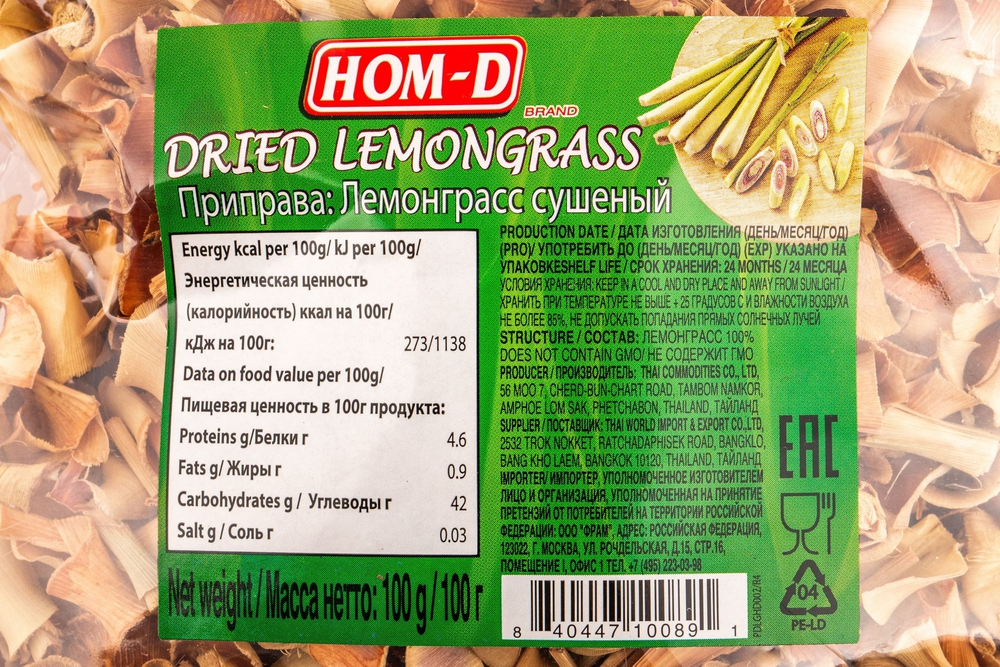 HOM-D
BRAND
DRIED LEMONGRASS
Приправа: Лемонграсс сушеный
Energy kcal per 100g/ kJ per 100g/
Энергетическая ценность
(калорийность) ккал на 100г/
кДж на 100г: 273/1138
Data on food value per 100g/
Пищевая ценность в 100г продукта:
Proteins g/Белки г 4.6
Fats g/ Жиры г 0.9
Carbohydrates g / Углеводы г 42
Salt g / Соль г 0.03
Net weight / Масса нетто: 100 g / 100 г
PRODUCTION DATE / ДАТА ИЗГОТОВЛЕНИЯ (ДЕНЬ/МЕСЯЦ/ГОД)
(PRO)/ УПОТРЕБИТЬ ДО (ДЕНЬ/МЕСЯЦ/ГОД) (EXP) УКАЗАНО НА
УПАКОВКЕSHELF LIFE / СРОК ХРАНЕНИЯ: 24 MONTHS / 24 МЕСЯЦА
УСЛОВИЯ ХРАНЕНИЯ: KEEP IN A COOL AND DRY PLACE AND AWAY FROM SUNLIGHT /
ХРАНИТЬ ПРИ ТЕМПЕРАТУРЕ НЕ ВЫШЕ + 25 ГРАДУСОВ С И ВЛАЖНОСТИ ВОЗДУХА
НЕ БОЛЕЕ 85%. НЕ ДОПУСКАТЬ ПОПАДАНИЯ ПРЯМЫХ СОЛНЕЧНЫХ ЛУЧЕЙ
STRUCTURE / СОСТАВ: ЛЕМОНГРАСС 100%
DOES NOT CONTAIN GMO/ НЕ СОДЕРЖИТ ГМО
PRODUCER / ПРОИЗВОДИТЕЛЬ: THAI COMMODITIES CO., LTD,
56 MOO 7, CHERD-BUN-CHART ROAD, TAMBOM NAMKOR,
AMPHOE LOM SAK, PHETCHABON, THAILAND, ТАЙЛАНД
SUPPLIER / ПОСТАВЩИК: THAI WORLD IMPORT & EXPORT CO.,LTD,
2532 TROK NOKKET, RATCHADAPHISEK ROAD, BANGKLO,
BANG KHO LAEM, BANGKOK 10120, THAILAND, ТАЙЛАНД
IMPORTER/ ИМПОРТЕР, УПОЛНОМОЧЕННОЕ ИЗГОТОВИТЕЛЕМ
ЛИЦО И ОРГАНИЗАЦИЯ, УПОЛНОМОЧЕННАЯ НА ПРИНЯТИЕ
ПРЕТЕНЗИЙ ОТ ПОТРЕБИТЕЛЕЙ НА ТЕРРИТОРИИ РОССИЙСКОЙ
ФЕДЕРАЦИИ: ООО "ФРАМ", АДРЕС: РОССИЙСКАЯ ФЕДЕРАЦИЯ,
123022, Г. МОСКВА, УЛ. РОЧДЕЛЬСКАЯ, Д.15, СТР.16,
ПОМЕЩЕНИЕ I, ОФИС 1 ТЕЛ. +7 (495) 223-03-98
EAC
8 40447 10089 1
PDLGHD002/B4
04
PE-LD